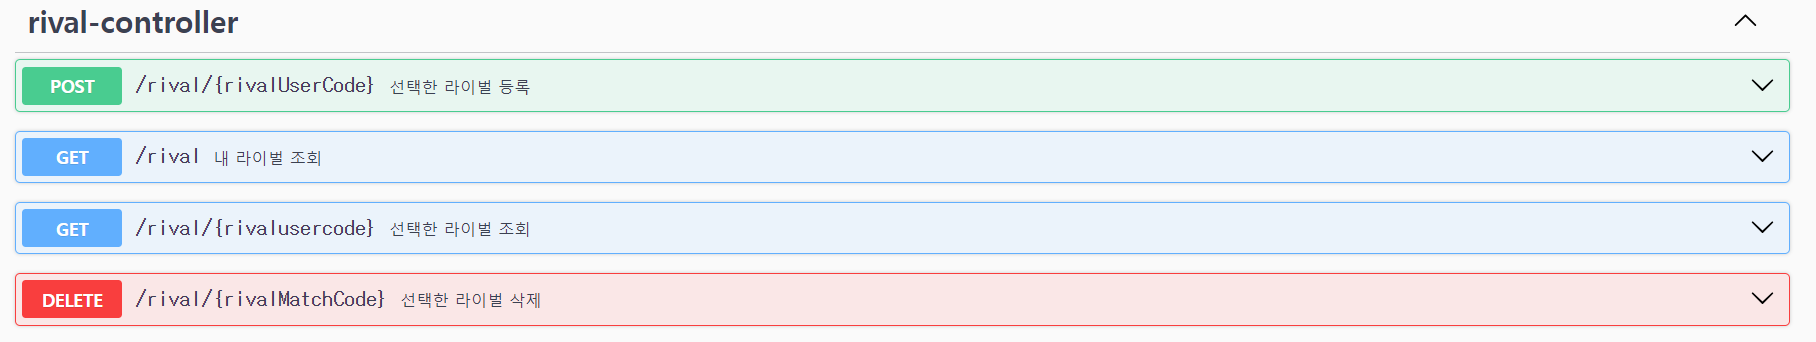 rival-controller
POST /rival/{rivalUserCode} 선택한 라이벌 등록
GET /rival 내 라이벌 조회
GET /rival/{rivalusercode} 선택한 라이벌 조회
DELETE /rival/{rivalMatchCode} 선택한 라이벌 삭제